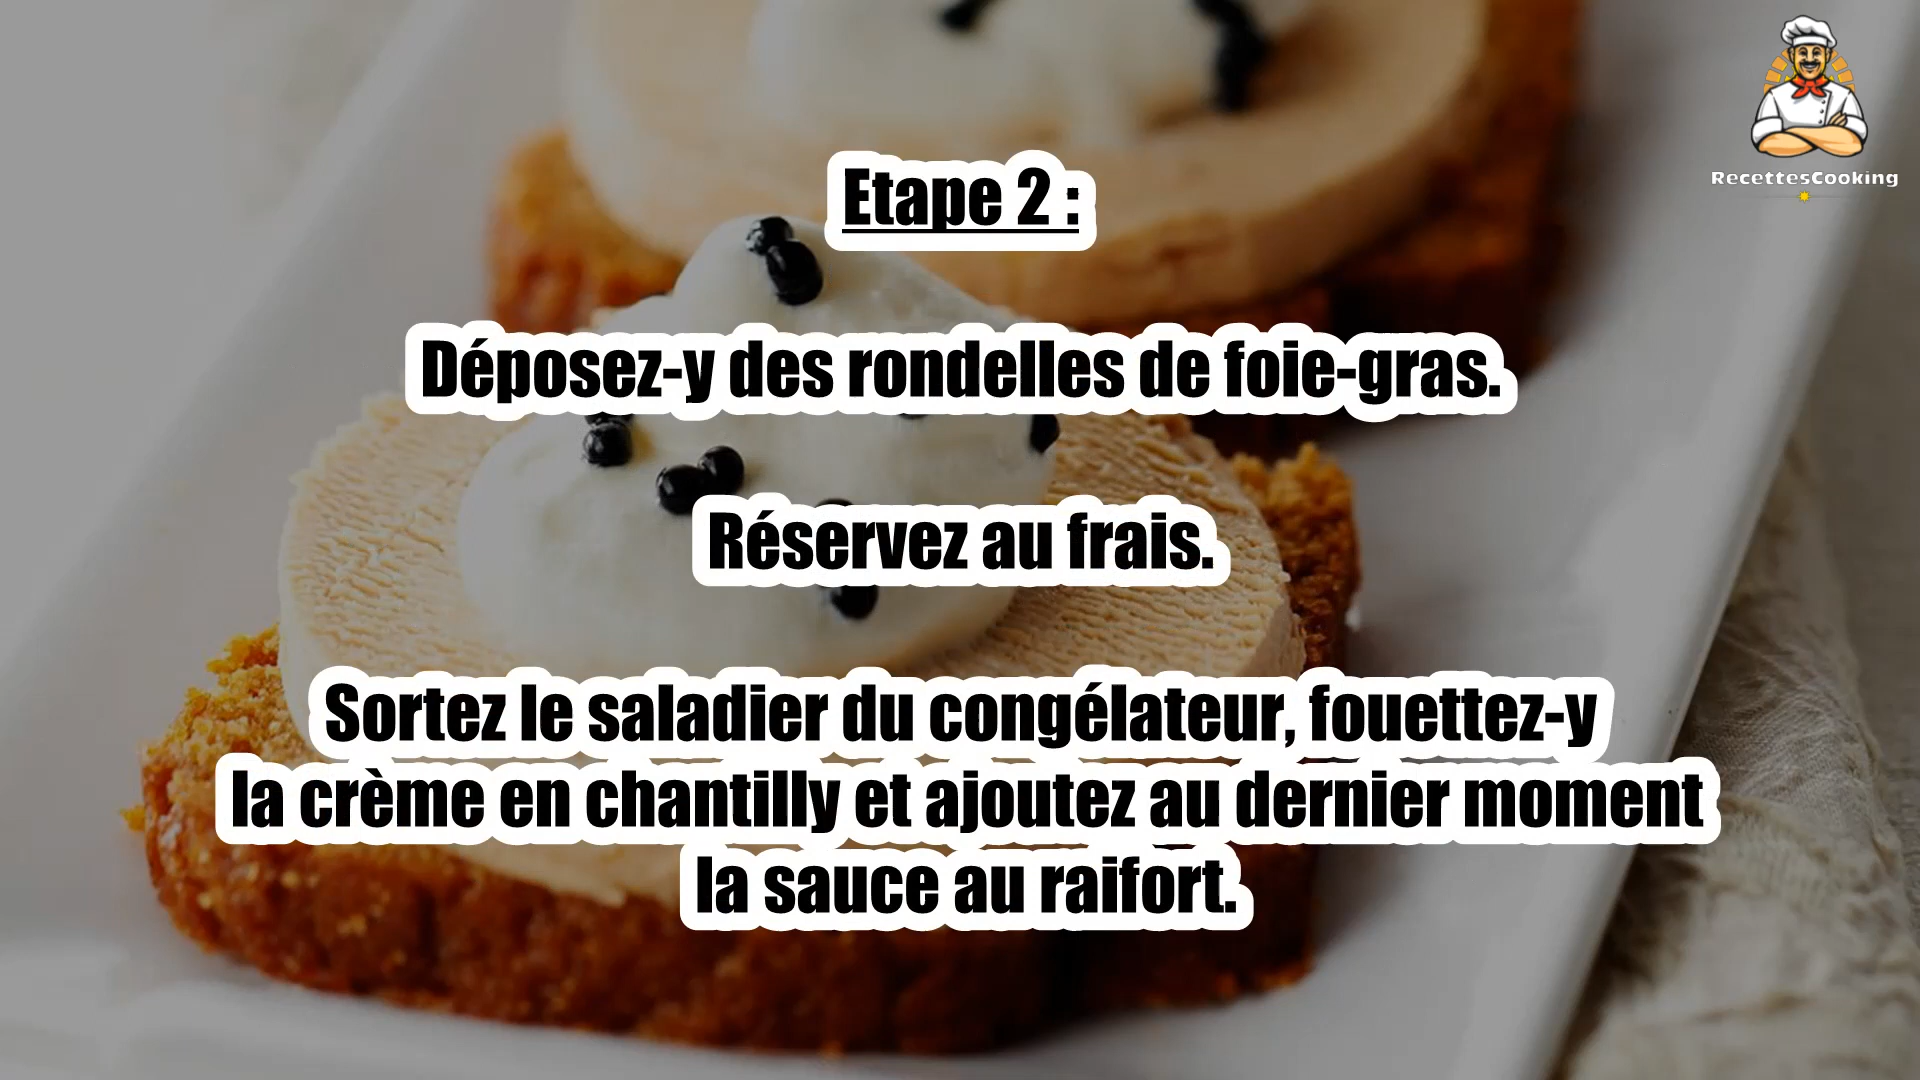 RecettesCooking
Etape 2 :
Déposez-y des rondelles de foie-gras.
Réservez au frais.
Sortez le saladier du congélateur, fouettez-y
la crème en chantilly et ajoutez au dernier moment
la sauce au raifort.